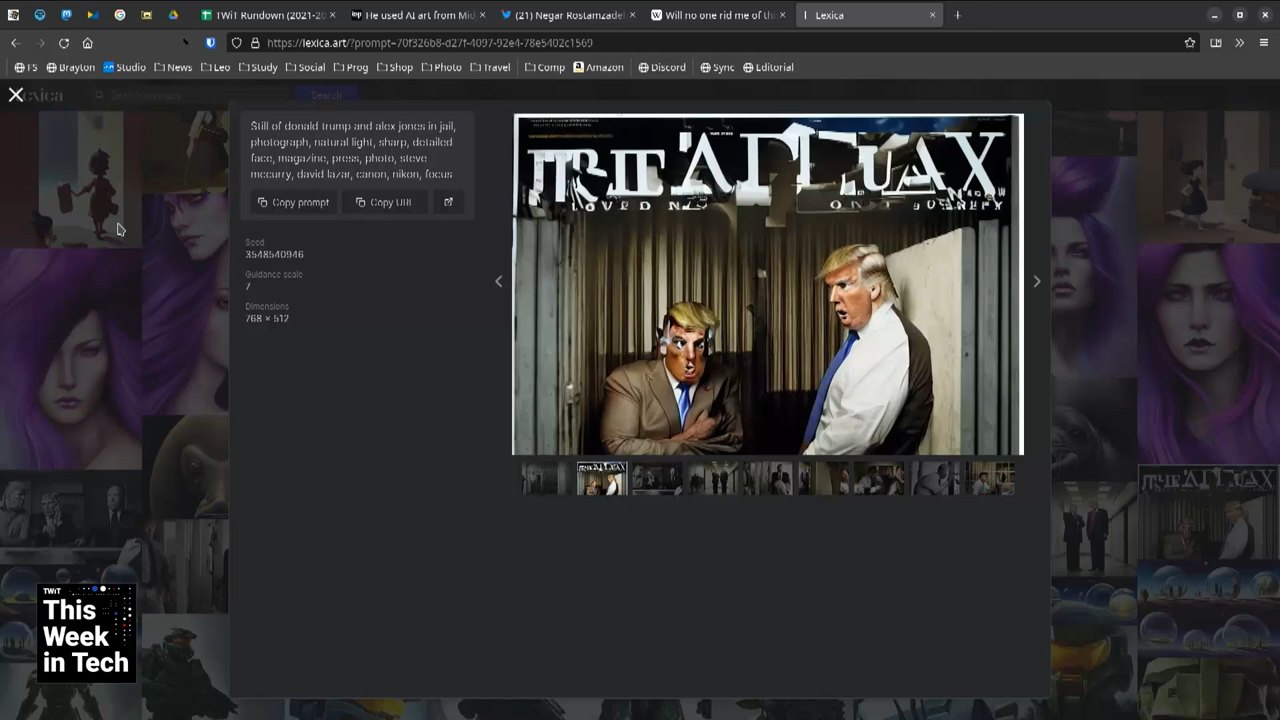 TWiT Rundown (2021-20
He used AI art from Mid
(21) Negar Rostamzadel
Will no one rid me of th
Lexica
https://lexica.art/?prompt=70f326b8-d27f-4097-92e4-78e5402c1569
FS Brayton Studio News Leo Study Social Prog Shop Photo Travel Comp Amazon Discord Sync Editorial
Search
Still of donald trump and alex jones in jail,
photograph, natural light, sharp, detailed
face, magazine, press, photo, steve
mccurry, david lazar, canon, nikon, focus
Copy prompt Copy URL
Seed
3548540946
Guidance scale
7
Dimensions
768 × 512
LOVED
TWiT
This
Week
in Tech